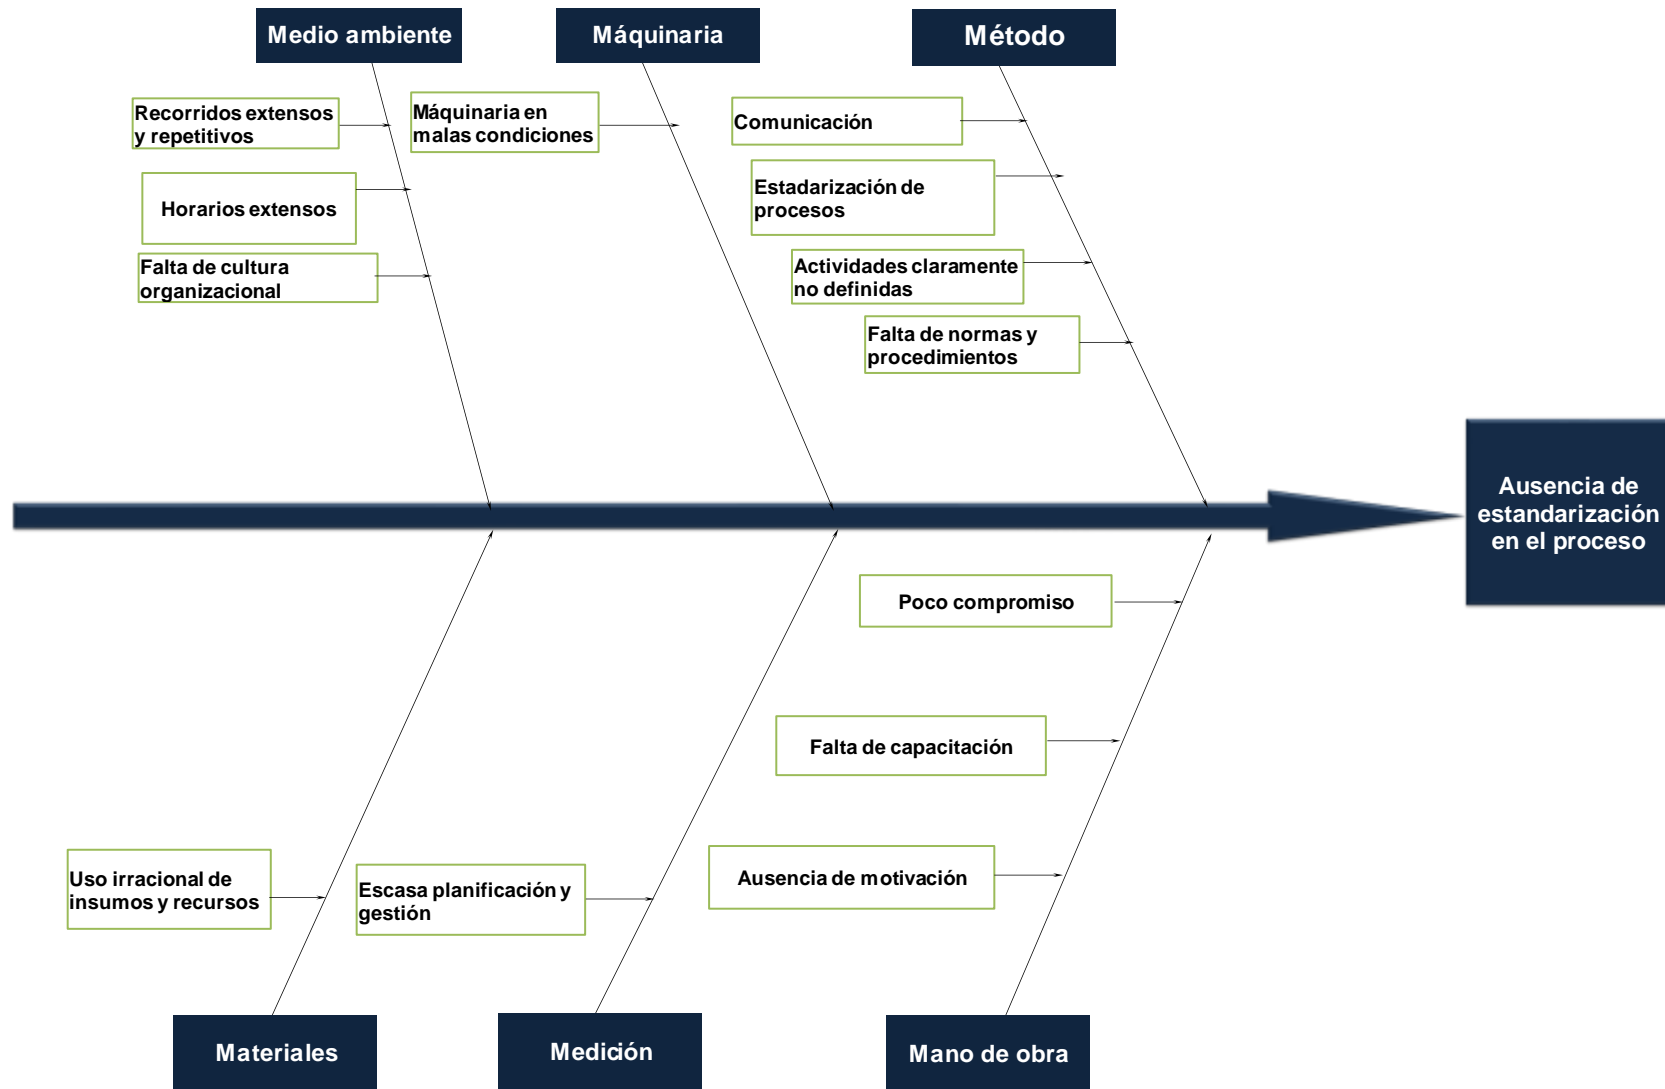 Medio ambiente
Máquinaria
Método
Recorridos extensos
y repetitivos
Máquinaria en
malas condiciones
Comunicación
Horarios extensos
Estadarización de
procesos
Falta de cultura
organizacional
Actividades claramente
no definidas
Falta de normas y
procedimientos
Ausencia de
estandarización
en el proceso
Poco compromiso
Falta de capacitación
Uso irracional de
insumos y recursos
Escasa planificación y
gestión
Ausencia de motivación
Materiales
Medición
Mano de obra